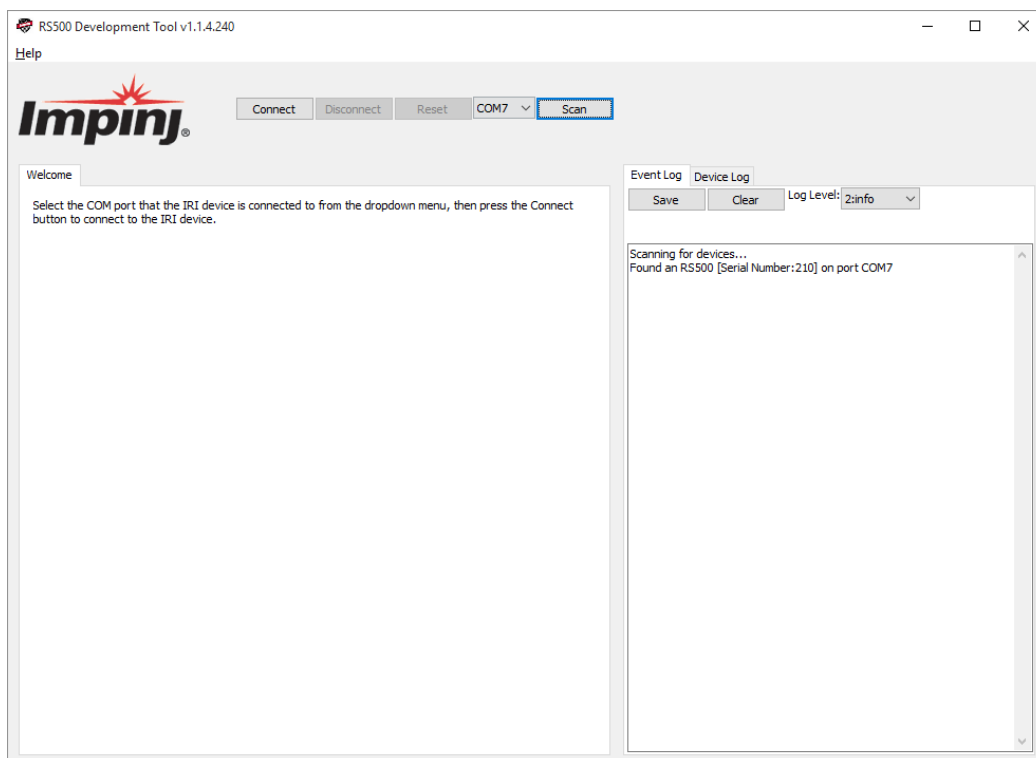 RS500 Development Tool v1.1.4.240
Help
Impinj®
Connect Disconnect Reset COM7 Scan
Welcome
Select the COM port that the IRI device is connected to from the dropdown menu, then press the Connect
button to connect to the IRI device.
Event Log Device Log
Save Clear Log Level: 2:info
Scanning for devices...
Found an RS500 [Serial Number:210] on port COM7